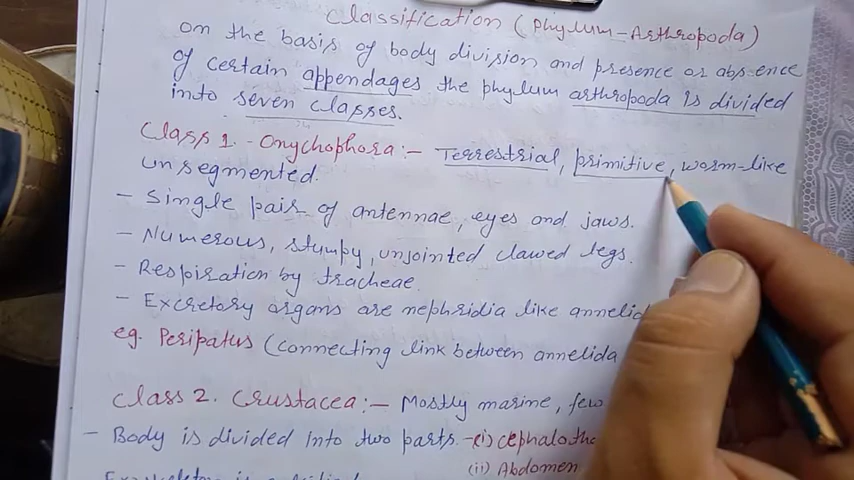 Classification (Phylum-Arthropoda)
on the basis of body division and presence or absence
of certain appendages the phylum arthropoda is divided
into seven classes.
Class 1.- Onychophora:- Terrestrial, primitive, worm-like
unsegmented.
- Single pair of antennae, eyes and jaws.
- Numerous, stumpy, unjointed clawed legs.
- Respiration by tracheae.
- Excretory organs are nephridia like annelid
eg. Peripatus (connecting link between annelida
Class 2. Crustacea:- Mostly marine, few
- Body is divided into two parts - (i) cephalotho
(ii) Abdomen